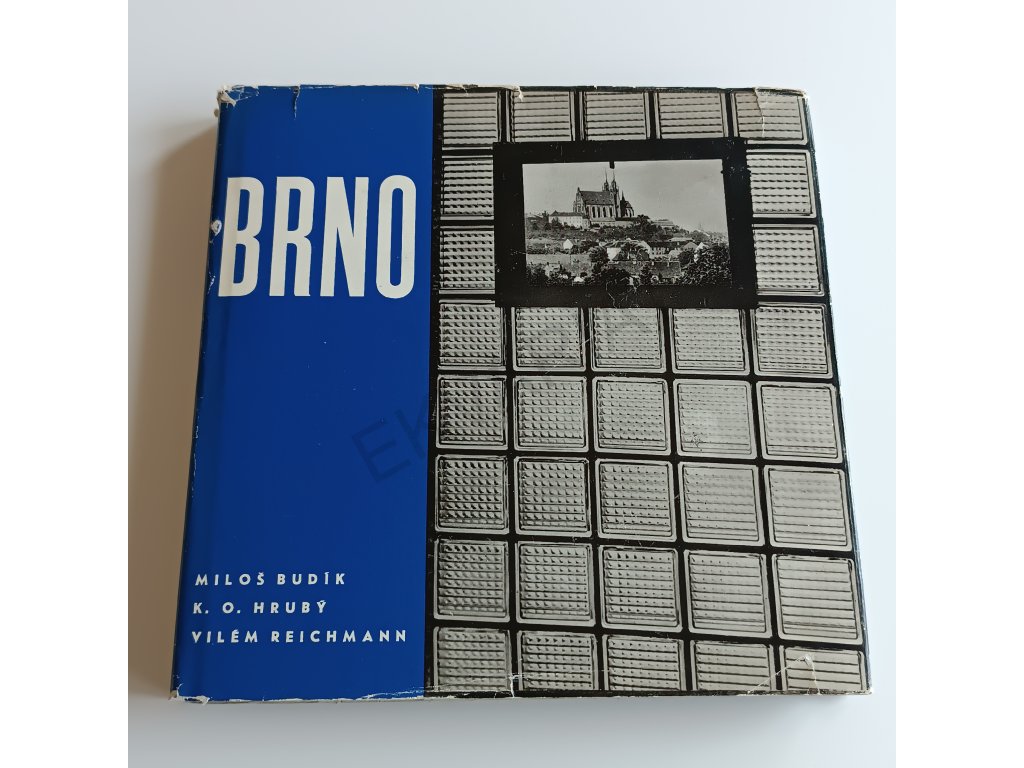 BRNO
MILOŠ BUDÍK
K. O. HRUBÝ
VILÉM REICHMANN